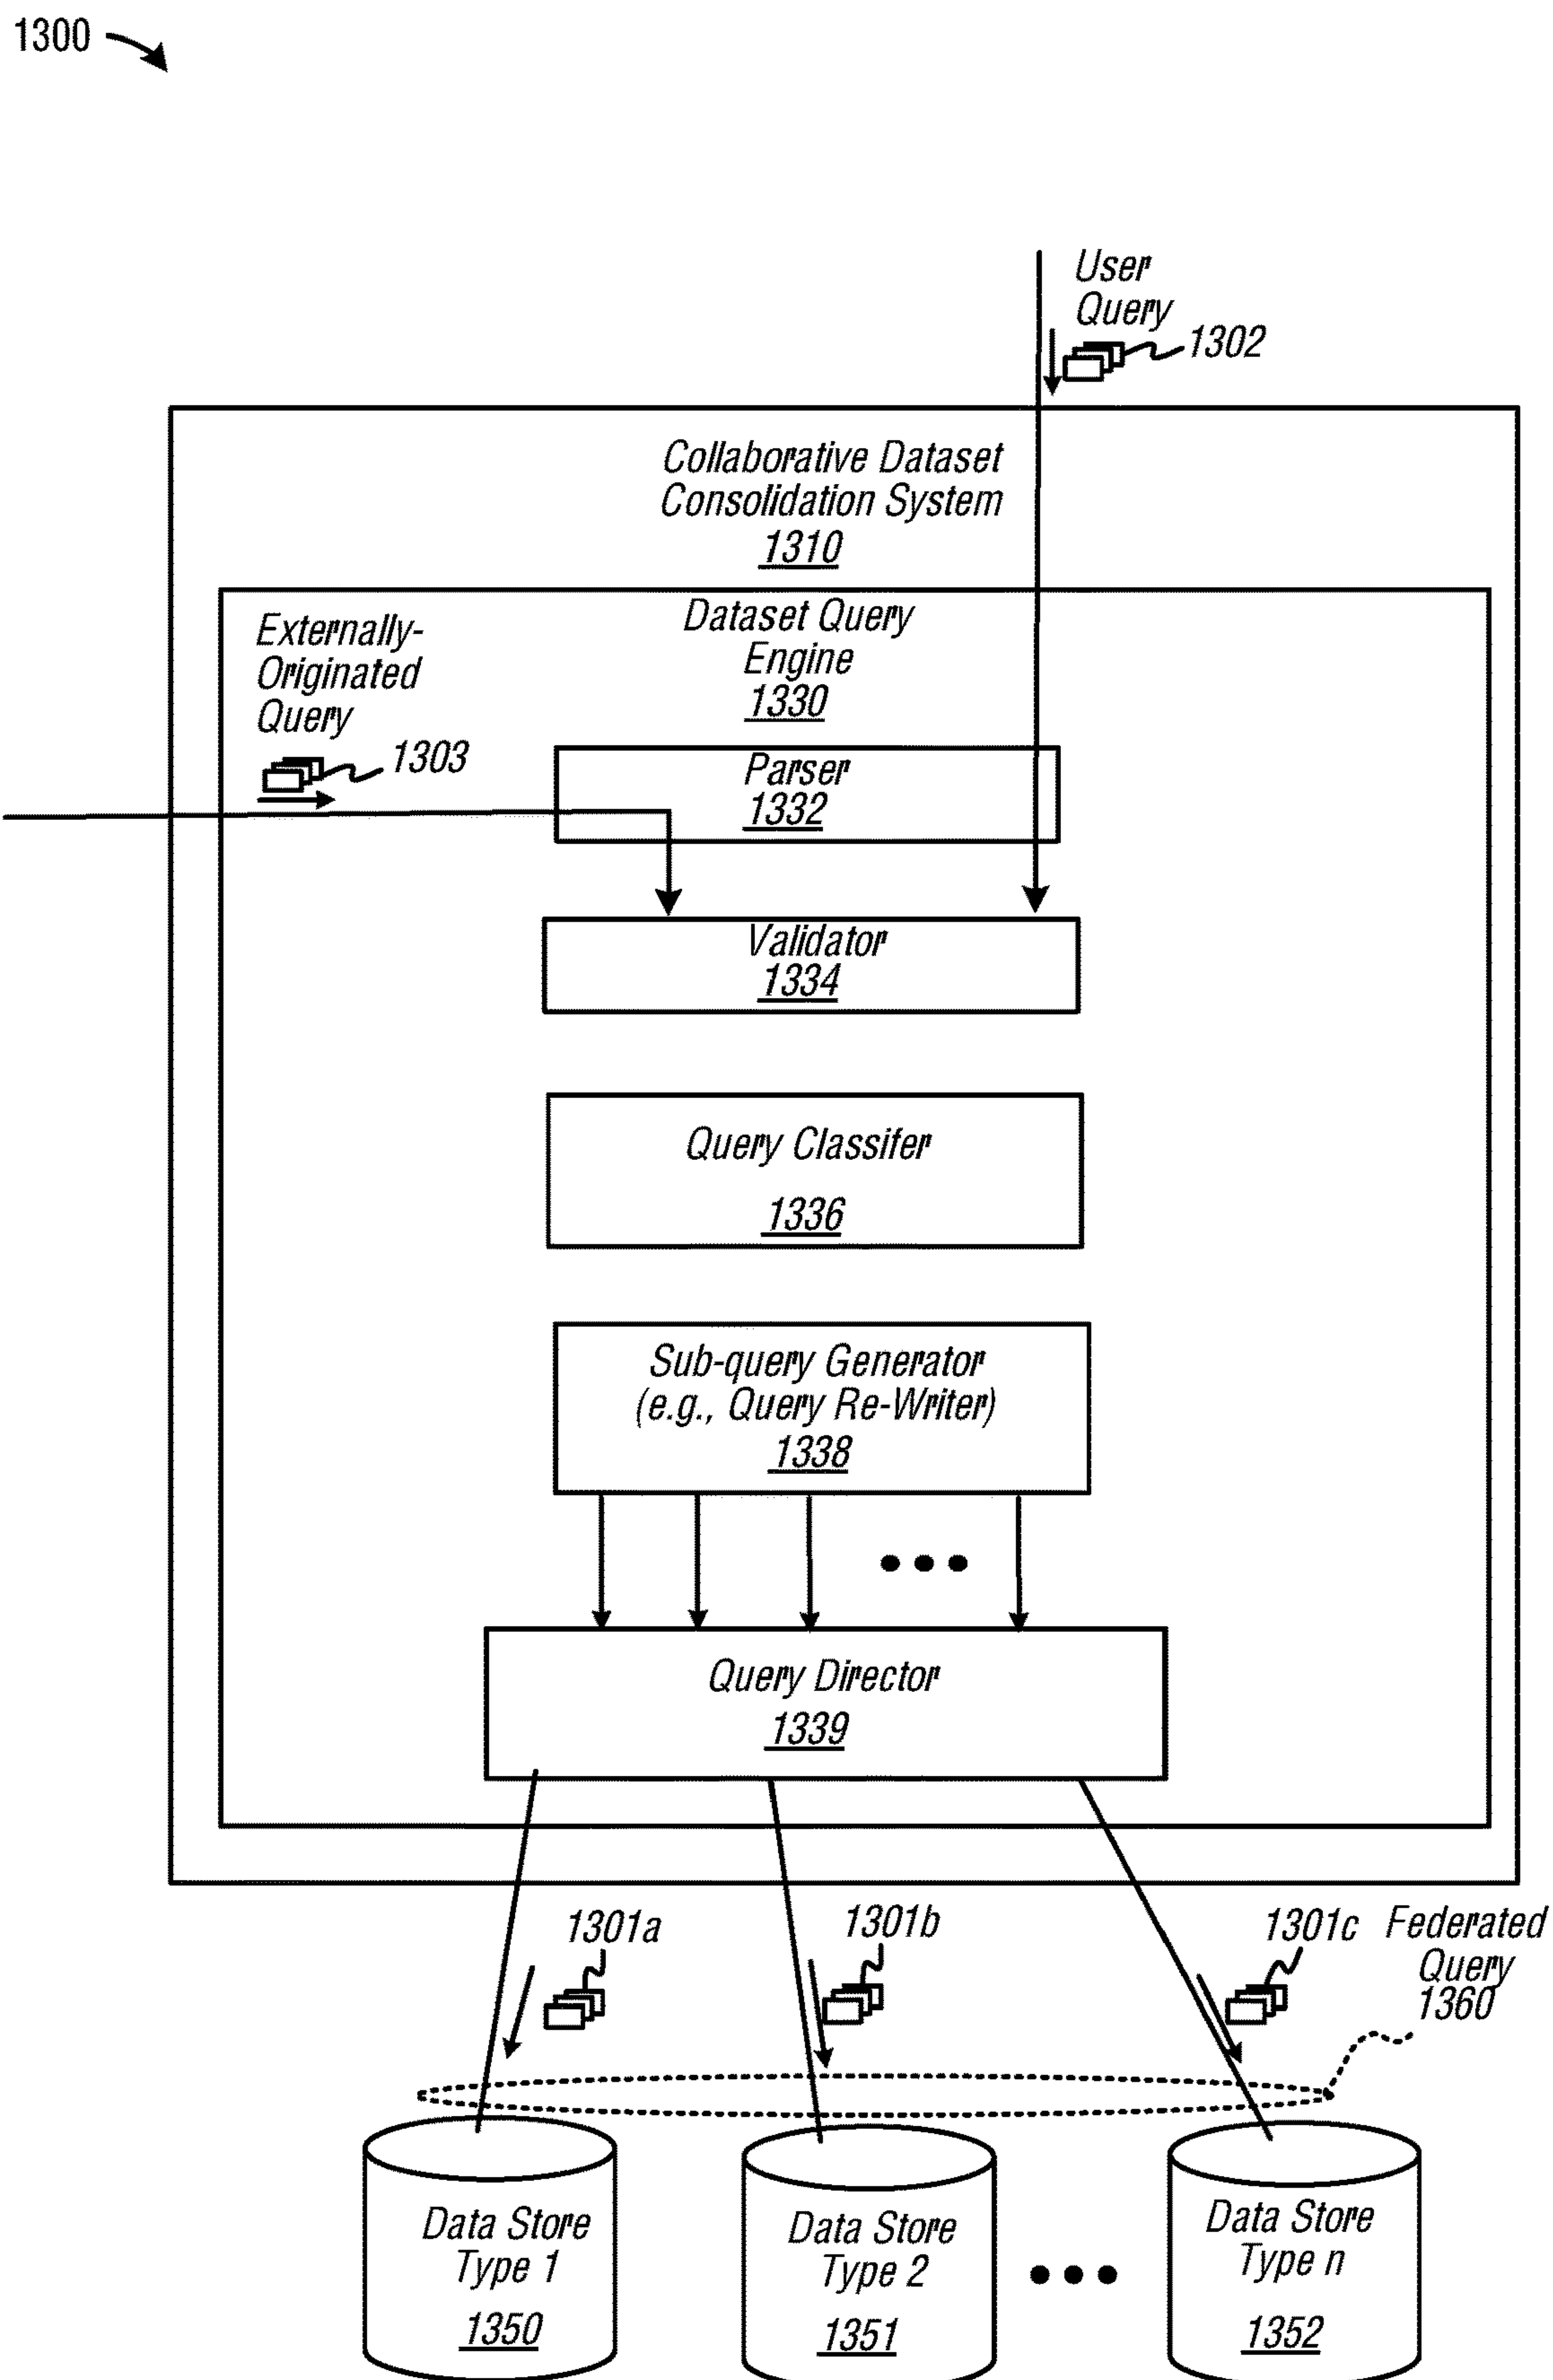 1300
User
Query
1302
Collaborative Dataset
Consolidation System
1310
Externally-
Originated
Query
1303
Dataset Query
Engine
1330
Parser
1332
Validator
1334
Query Classifer
1336
Sub-query Generator
(e.g., Query Re-Writer)
1338
Query Director
1339
1301a
1301b
1301c
Federated
Query
1360
Data Store
Type 1
1350
Data Store
Type 2
1351
Data Store
Type n
1352